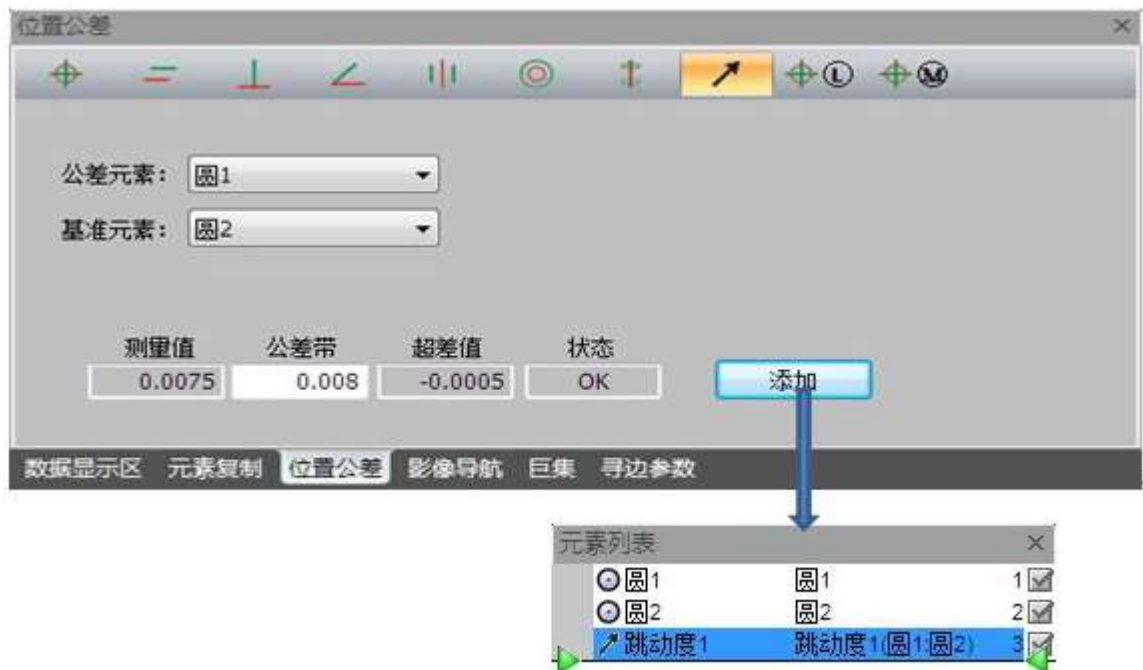 位置公差
Ⓛ Ⓜ
公差元素： 圆1
基准元素： 圆2
测量值 公差带 超差值 状态
0.0075 0.008 -0.0005 OK 添加
数据显示区 元素复制 位置公差 影像导航 巨集 寻边参数
元素列表
圆1 圆1 1
圆2 圆2 2
跳动度1 跳动度1(圆1:圆2) 3